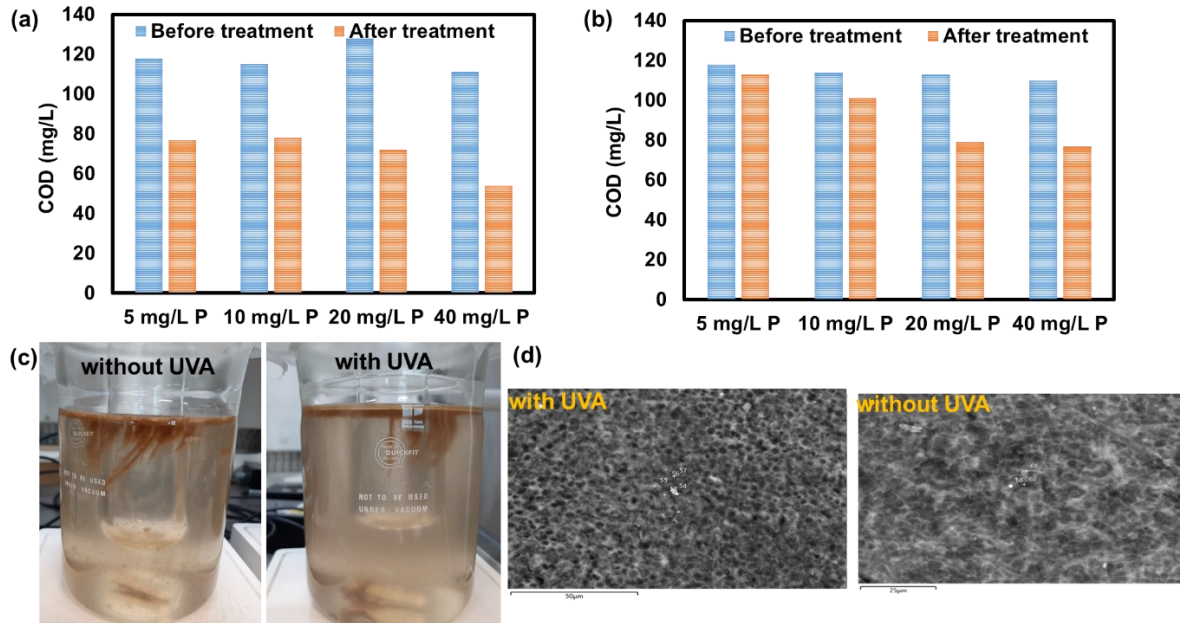 (a)
140
120
100
80
60
40
20
0
COD (mg/L)
Before treatment After treatment
5 mg/L P 10 mg/L P 20 mg/L P 40 mg/L P
(b)
140
120
100
80
60
40
20
0
COD (mg/L)
Before treatment After treatment
5 mg/L P 10 mg/L P 20 mg/L P 40 mg/L P
(c)
without UVA
QUICKFIT
NOT TO BE USED
UNDER VACUUM
with UVA
QUICKFIT
NOT TO BE USED
UNDER VACUUM
(d)
with UVA
57
54
50µm
without UVA
25µm